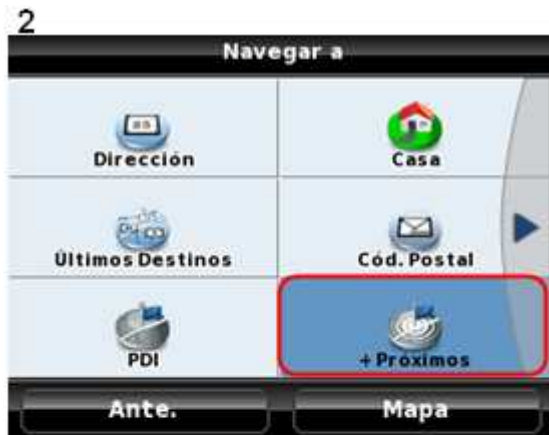 2
Navegar a
Dirección
Casa
Últimos Destinos
Cód. Postal
PDI
+ Próximos
Ante.
Mapa